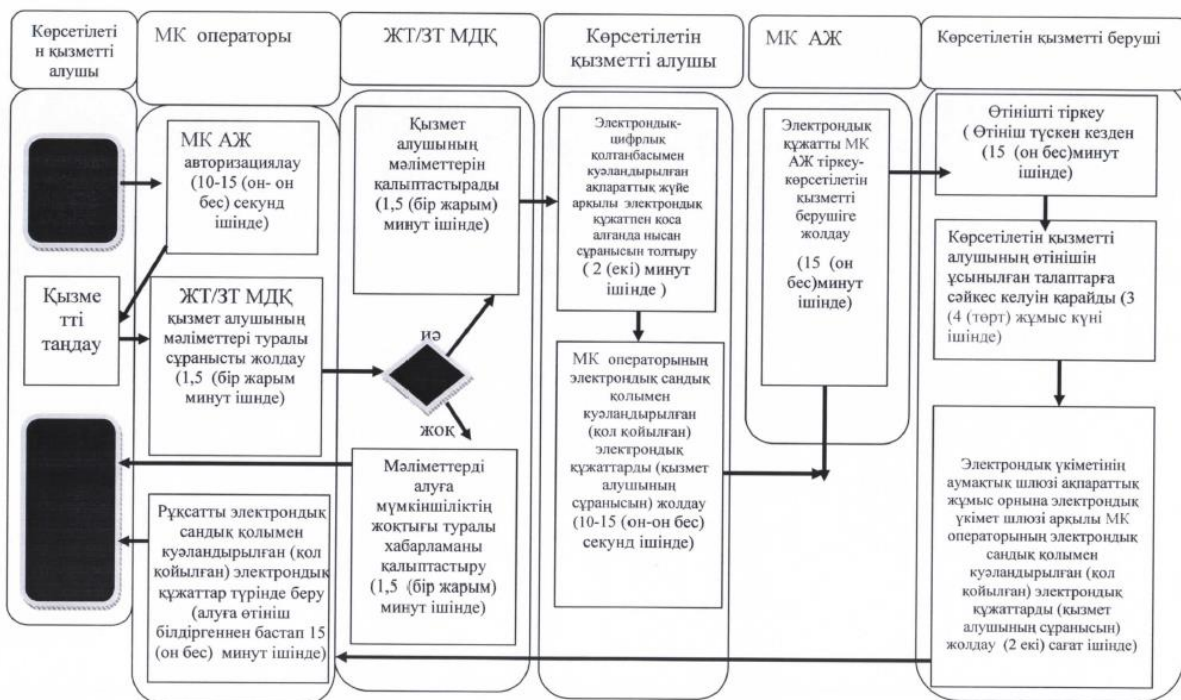 Көрсетілеті
н қызметті
алушы
МК операторы
ЖТ/ЗТ МДҚ
Көрсетілетін
қызметті алушы
МК АЖ
Көрсетілетін қызметті беруші
МК АЖ
авторизациялау
(10-15 (он- он
бес) секунд
ішінде)
Қызме
тті
таңдау
ЖТ/ЗТ МДҚ
қызмет алушының
мәліметтері туралы
сұранысты жолдау
(1,5 (бір жарым
минут ішнде)
Рұқсатты электрондық
сандық қолымен
куәландырылған (қол
қойылған) электрондық
құжаттар түрінде беру
(алуға өтініш
білдіргеннен бастап 15
(он бес) минут ішінде)
Қызмет
алушының
мәліметтерін
қалыптастырады
(1,5 (бір жарым)
минут ішінде)
иә
жоқ
Мәліметтерді
алуға
мүмкіншіліктің
жоқтығы туралы
хабарламаны
қалыптастыру
(1,5 (бір жарым)
минут ішінде)
Электрондық-
цифрлық
қолтаңбасымен
куәландырылған
ақпараттық жүйе
арқылы электрондық
құжатпен қоса
алғанда нысан
сұранысын толтыру
( 2 (екі) минут
ішінде )
МК операторының
электрондық сандық
қолымен
куәландырылған
(қол қойылған)
электрондық
құжаттарды (қызмет
алушының
сұранысын) жолдау
(10-15 (он-он бес)
секунд ішінде)
Электрондық
құжатты МК
АЖ тіркеу-
көрсетілетін
қызметті
берушіге
жолдау
(15 (он
бес)минут
ішінде)
Өтінішті тіркеу
( Өтініш түскен кезден
(15 (он бес)минут
ішінде)
Көрсетілетін қызметті
алушының өтінішін
ұсынылған талаптарға
сәйкес келуін қарайды (3
(4 (төрт) жұмыс күні
ішінде)
Электрондық үкіметінің
аумақтық шлюзі ақпараттық
жұмыс орнына электрондық
үкімет шлюзі арқылы МК
операторының электрондық
сандық қолымен
куәландырылған (қол
қойылған) электрондық
құжаттарды (қызмет
алушының сұранысын)
жолдау (2 екі) сағат ішінде)